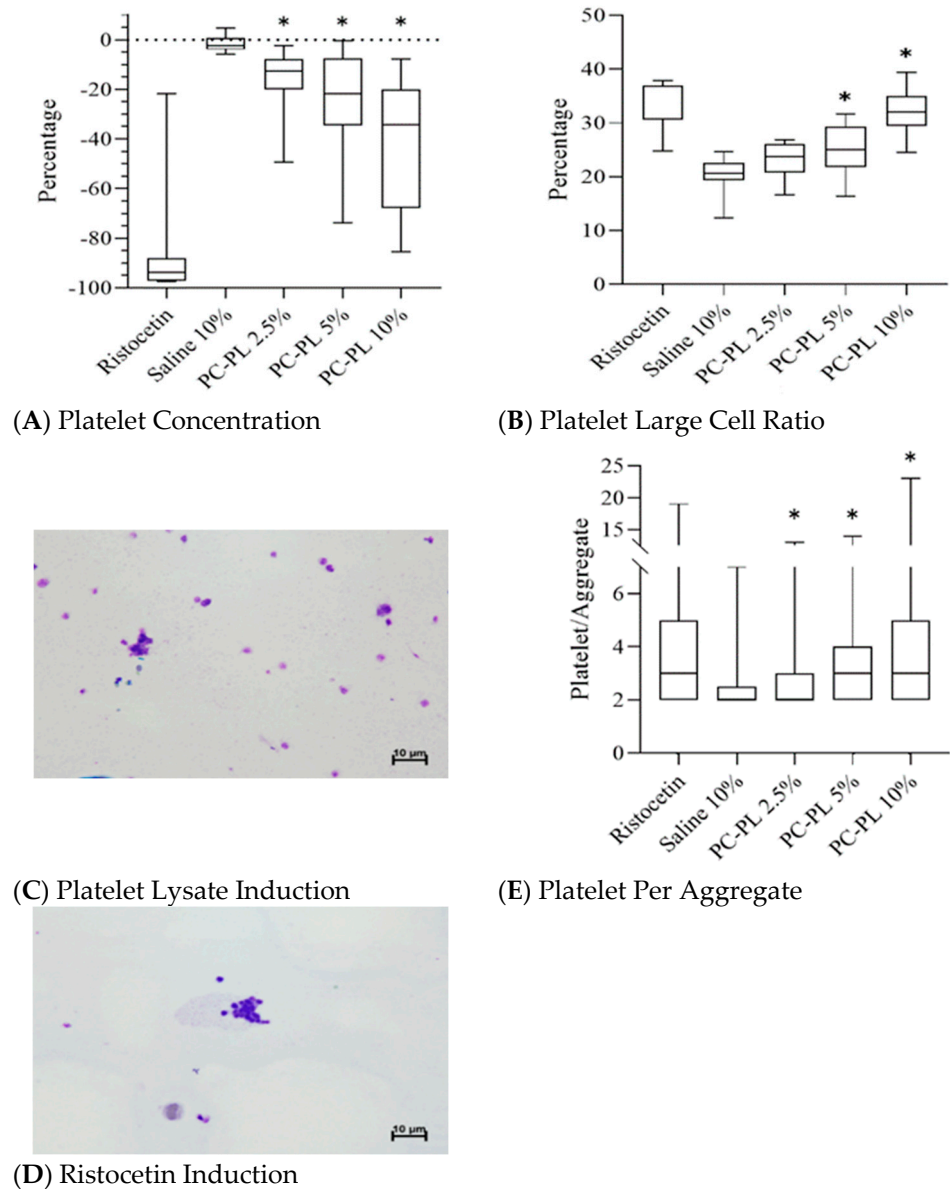 Percentage
0
-20
-40
-60
-80
-100
* * *
Ristocetin
Saline 10%
PC-PL 2.5%
PC-PL 5%
PC-PL 10%
(A) Platelet Concentration
Percentage
50
40
30
20
10
0
* *
Ristocetin
Saline 10%
PC-PL 2.5%
PC-PL 5%
PC-PL 10%
(B) Platelet Large Cell Ratio
10 µm
(C) Platelet Lysate Induction
Platelet/Aggregate
25
20
15
6
4
2
0
* * *
Ristocetin
Saline 10%
PC-PL 2.5%
PC-PL 5%
PC-PL 10%
(E) Platelet Per Aggregate
10 µm
(D) Ristocetin Induction